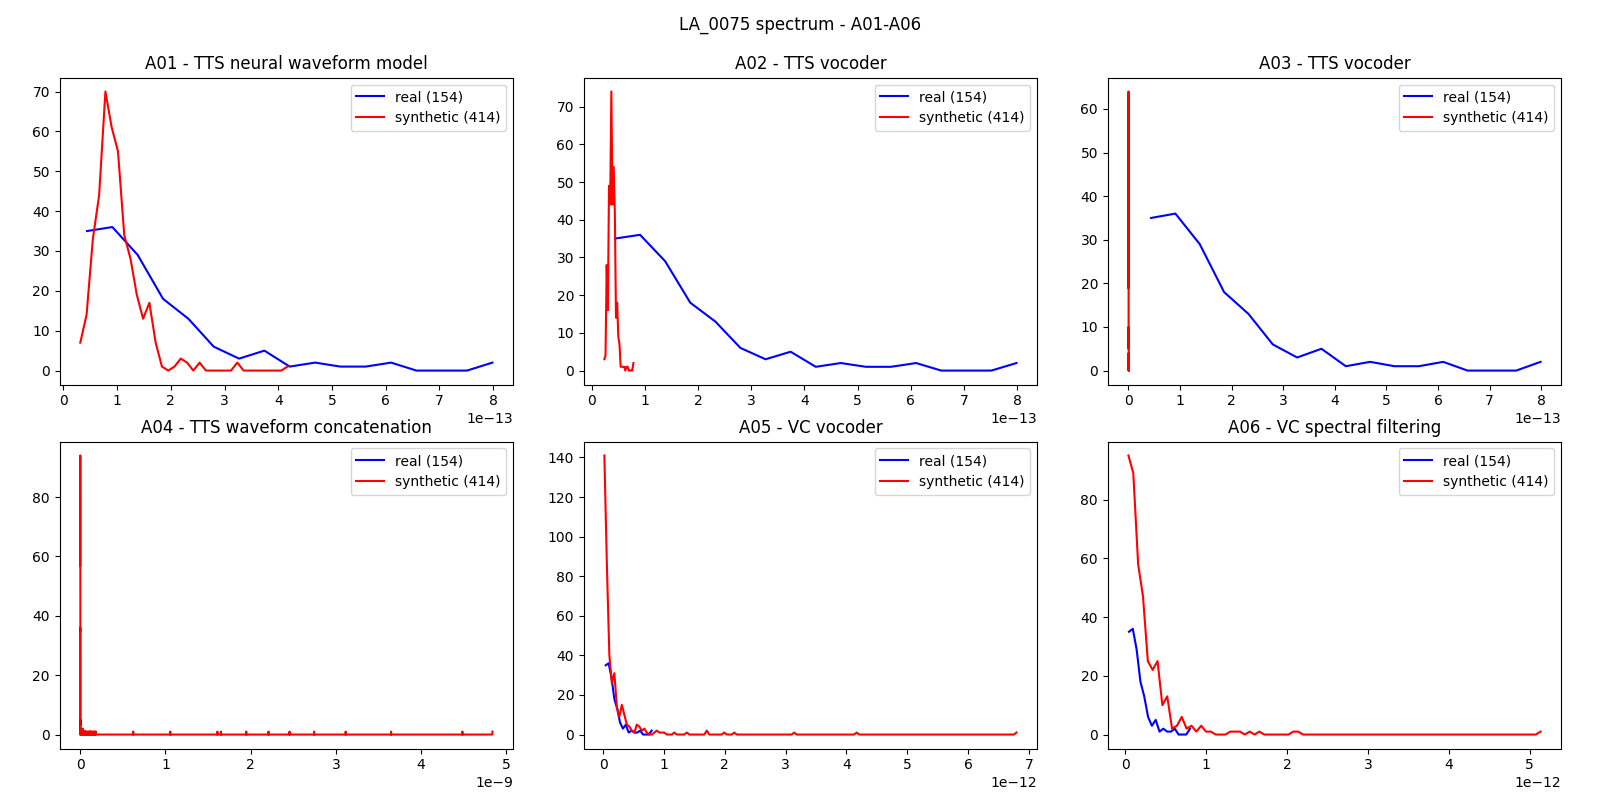 LA_0075 spectrum - A01-A06
A01 - TTS neural waveform model
real (154)
synthetic (414)
70
60
50
40
30
20
10
0
0 1 2 3 4 5 6 7 8
1e−13
A02 - TTS vocoder
real (154)
synthetic (414)
70
60
50
40
30
20
10
0
0 1 2 3 4 5 6 7 8
1e−13
A03 - TTS vocoder
real (154)
synthetic (414)
60
50
40
30
20
10
0
0 1 2 3 4 5 6 7 8
1e−13
A04 - TTS waveform concatenation
real (154)
synthetic (414)
80
60
40
20
0
0 1 2 3 4 5
1e−9
A05 - VC vocoder
real (154)
synthetic (414)
140
120
100
80
60
40
20
0
0 1 2 3 4 5 6 7
1e−12
A06 - VC spectral filtering
real (154)
synthetic (414)
80
60
40
20
0
0 1 2 3 4 5
1e−12